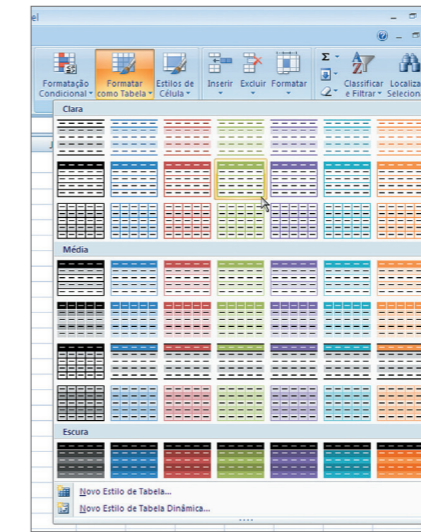 el
Formatação Condicional
Formatar como Tabela
Estilos de Célula
Inserir
Excluir
Formatar
Σ
Classificar e Filtrar
Localiza
Selecion
Clara
J
Média
Escura
Novo Estilo de Tabela...
Novo Estilo de Tabela Dinâmica...